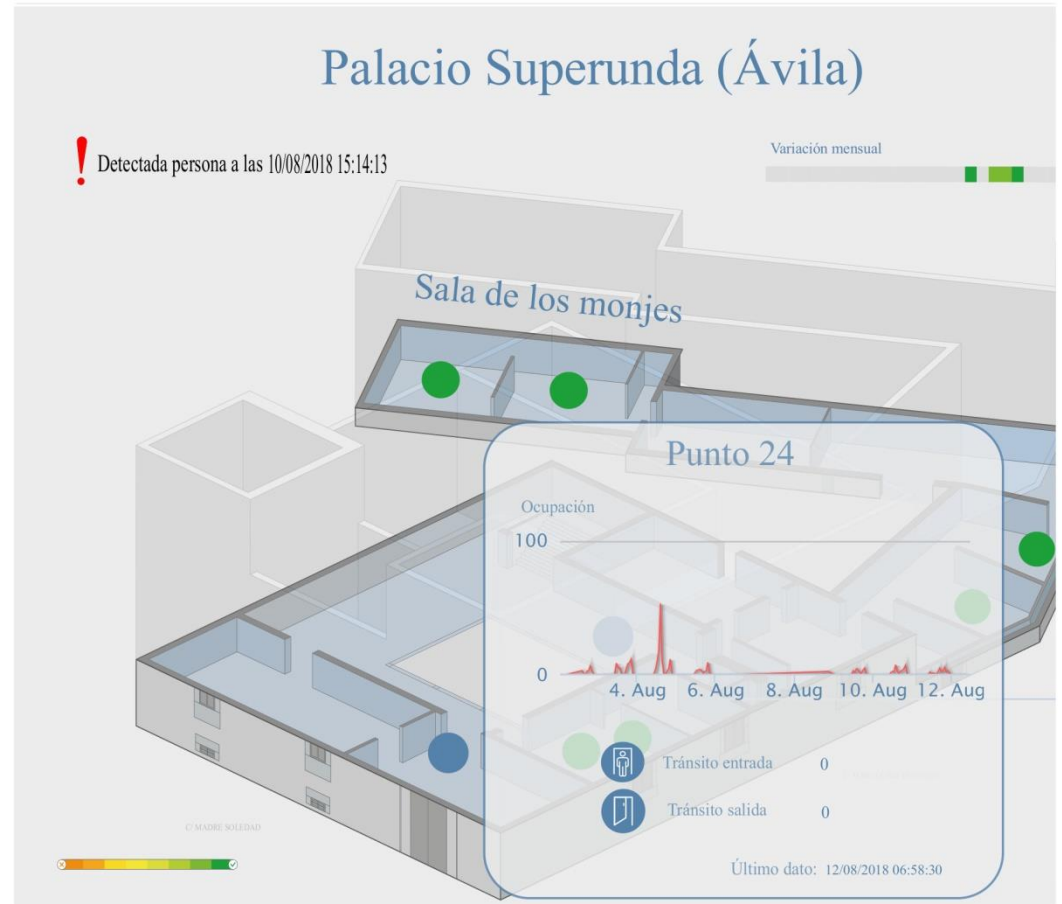 Palacio Superunda (Ávila)
Detectada persona a las 10/08/2018 15:14:13
Variación mensual
Sala de los monjes
Punto 24
Ocupación
100
0
4. Aug 6. Aug 8. Aug 10. Aug 12. Aug
Tránsito entrada 0
Tránsito salida 0
C/ MADRE SOLEDAD
Último dato: 12/08/2018 06:58:30